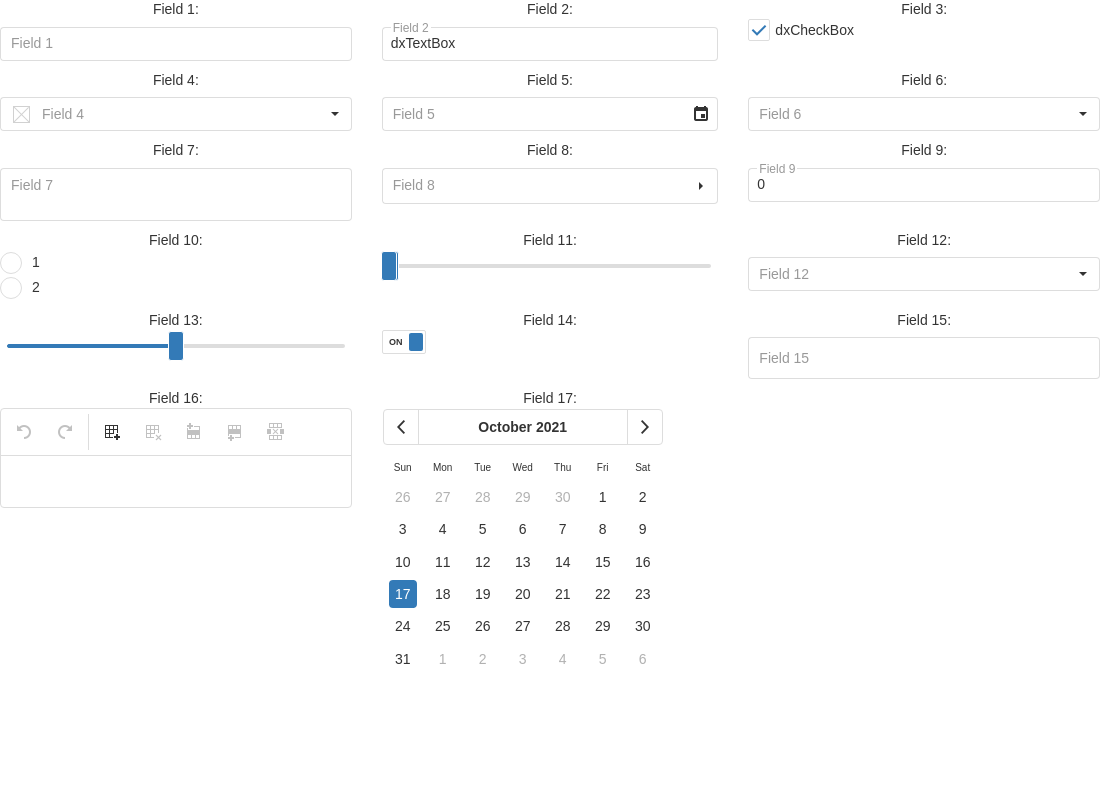 Field 1: Field 2: Field 3:
Field 1 Field 2 dxTextBox dxCheckBox
Field 4: Field 5: Field 6:
Field 4 Field 5 Field 6
Field 7: Field 8: Field 9:
Field 7 Field 8 Field 9 0
Field 10: Field 11: Field 12:
1
2
Field 12
Field 13: Field 14: Field 15:
ON
Field 15
Field 16: Field 17:
October 2021
Sun Mon Tue Wed Thu Fri Sat
26 27 28 29 30 1 2
3 4 5 6 7 8 9
10 11 12 13 14 15 16
17 18 19 20 21 22 23
24 25 26 27 28 29 30
31 1 2 3 4 5 6